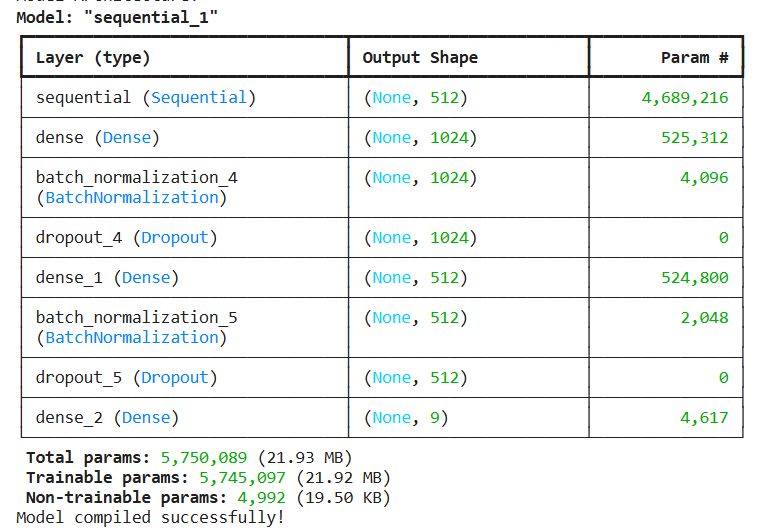 Model: "sequential_1"
Layer (type) Output Shape Param #
sequential (Sequential) (None, 512) 4,689,216
dense (Dense) (None, 1024) 525,312
batch_normalization_4 (None, 1024) 4,096
(BatchNormalization)
dropout_4 (Dropout) (None, 1024) 0
dense_1 (Dense) (None, 512) 524,800
batch_normalization_5 (None, 512) 2,048
(BatchNormalization)
dropout_5 (Dropout) (None, 512) 0
dense_2 (Dense) (None, 9) 4,617
Total params: 5,750,089 (21.93 MB)
Trainable params: 5,745,097 (21.92 MB)
Non-trainable params: 4,992 (19.50 KB)
Model compiled successfully!